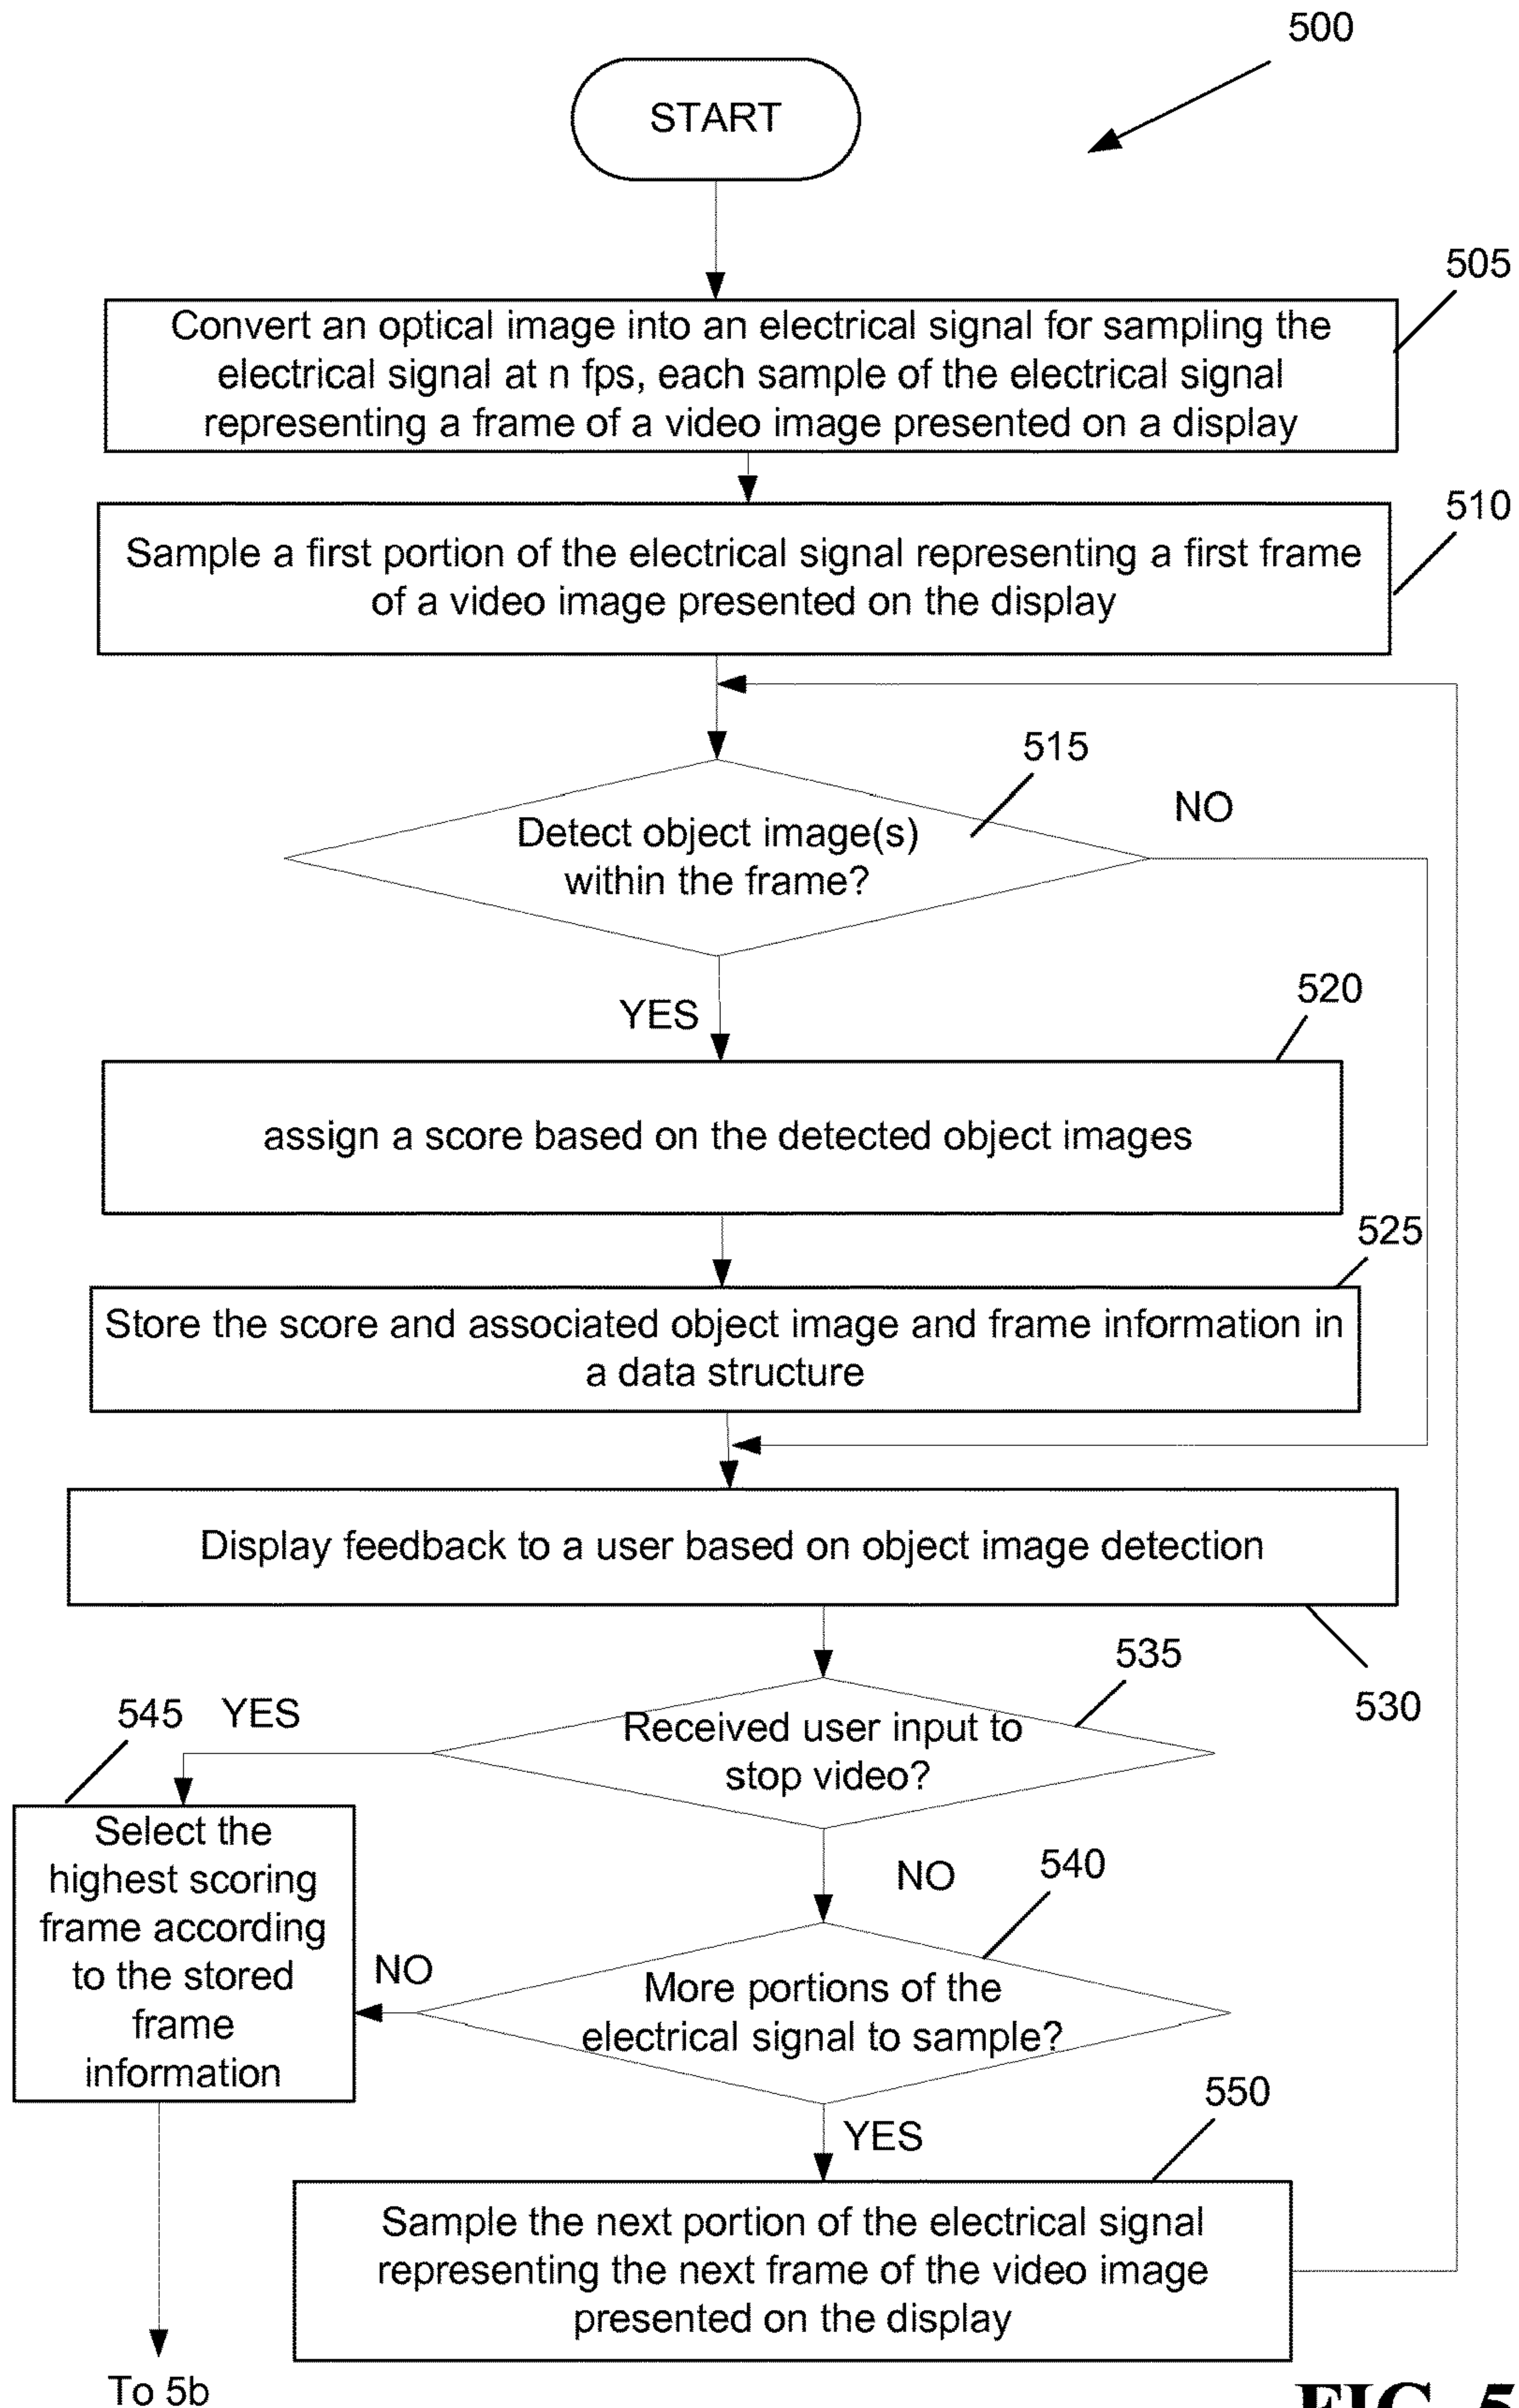 500
START
505
Convert an optical image into an electrical signal for sampling the
electrical signal at n fps, each sample of the electrical signal
representing a frame of a video image presented on a display
510
Sample a first portion of the electrical signal representing a first frame
of a video image presented on the display
515
NO
Detect object image(s)
within the frame?
YES
520
assign a score based on the detected object images
525
Store the score and associated object image and frame information in
a data structure
Display feedback to a user based on object image detection
530
535
545
YES
Received user input to
stop video?
Select the
highest scoring
frame according
to the stored
frame
information
NO
540
NO
More portions of the
electrical signal to sample?
YES
550
Sample the next portion of the electrical signal
representing the next frame of the video image
presented on the display
To 5b
FIG. 5